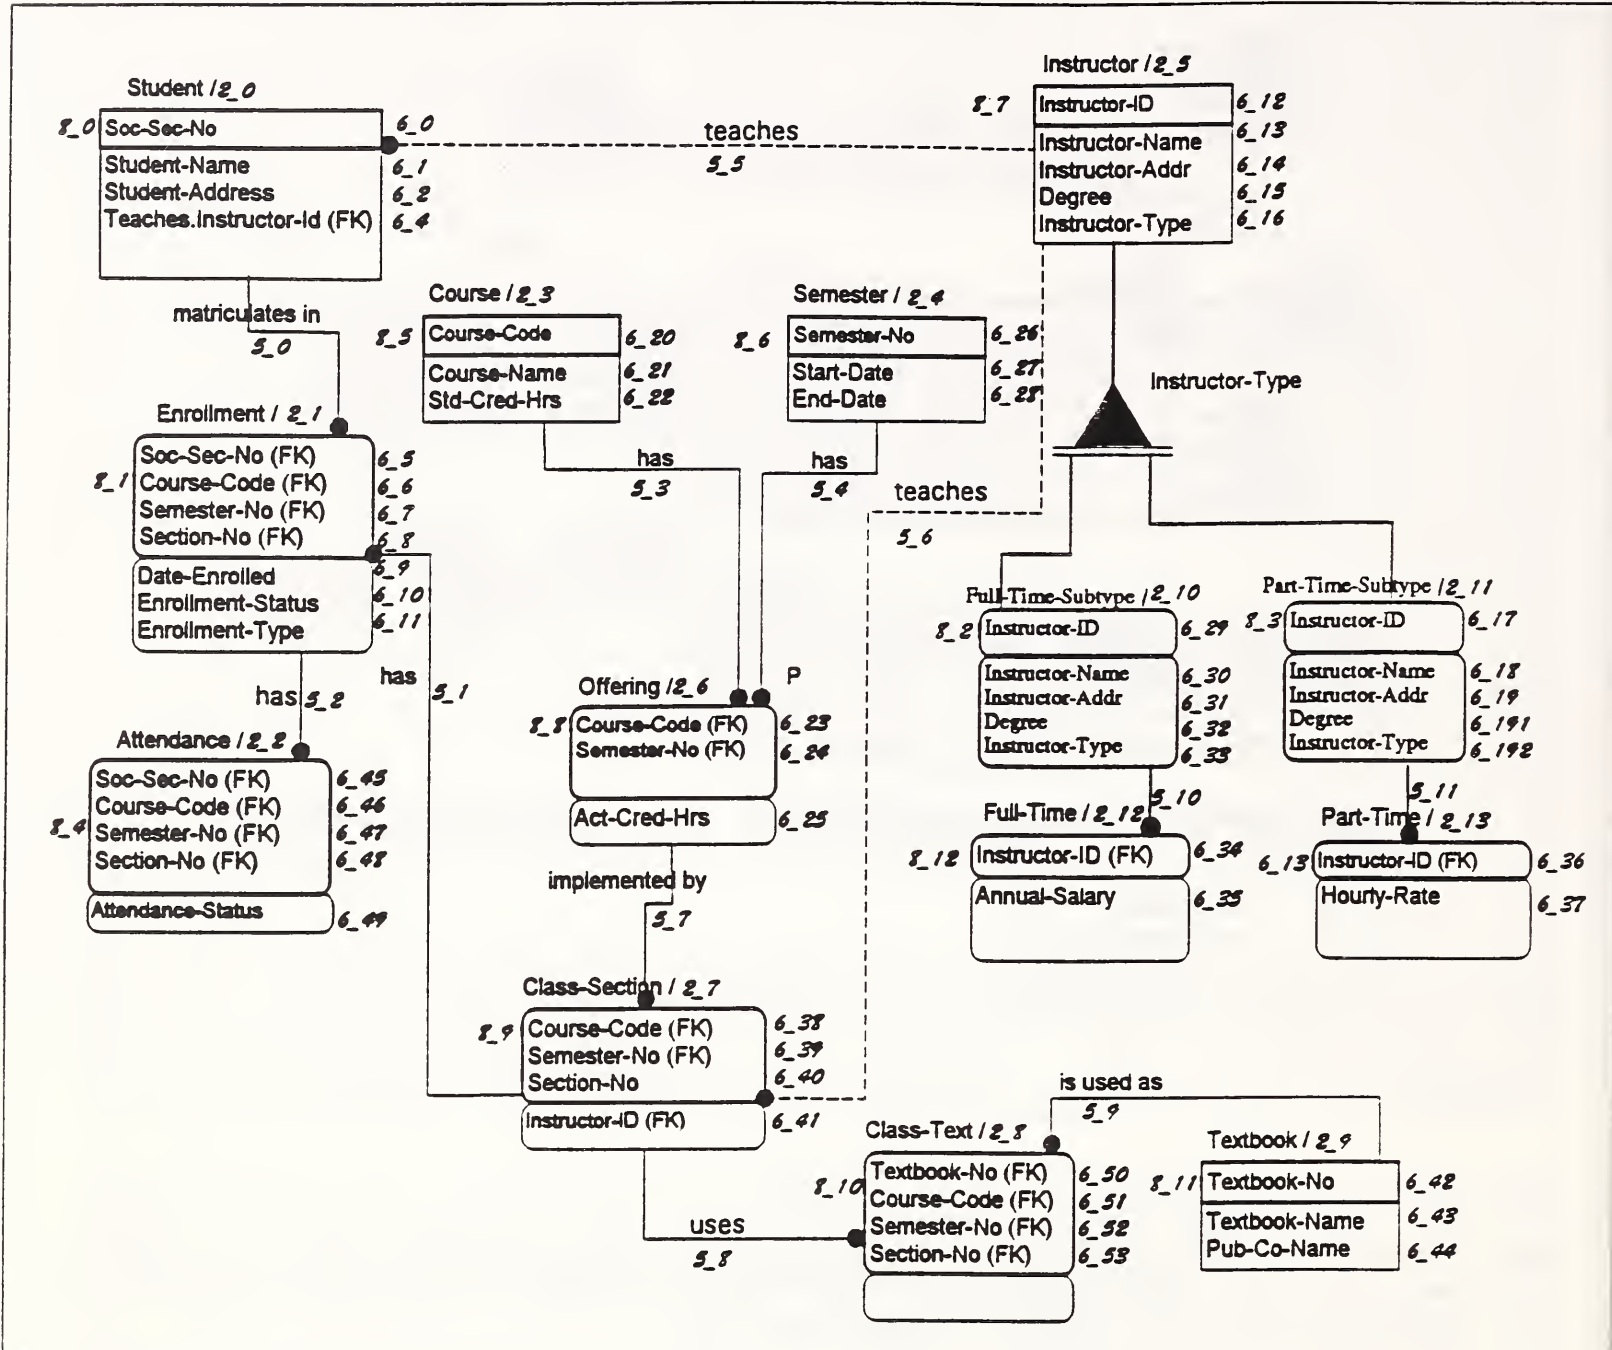 Student / 2_0
8_0 Soc-Sec-No 6_0
Student-Name 6_1
Student-Address 6_2
Teaches.Instructor-Id (FK) 6_4
teaches
5_5
Instructor / 2_5
8_7 Instructor-ID 6_12
Instructor-Name 6_13
Instructor-Addr 6_14
Degree 6_15
Instructor-Type 6_16
matriculates in
5_0
Course / 2_3
8_5 Course-Code 6_20
Course-Name 6_21
Std-Cred-Hrs 6_22
Semester / 2_4
8_6 Semester-No 6_26
Start-Date 6_27
End-Date 6_28
Instructor-Type
Enrollment / 2_1
8_1 Soc-Sec-No (FK) 6_5
Course-Code (FK) 6_6
Semester-No (FK) 6_7
Section-No (FK) 6_8
Date-Enrolled 6_9
Enrollment-Status 6_10
Enrollment-Type 6_11
has
5_3
has
5_4
teaches
5_6
has 5_2
has 5_1
Full-Time-Subtype / 2_10
8_2 Instructor-ID 6_29
Instructor-Name 6_30
Instructor-Addr 6_31
Degree 6_32
Instructor-Type 6_33
Part-Time-Subtype / 2_11
8_3 Instructor-ID 6_17
Instructor-Name 6_18
Instructor-Addr 6_19
Degree 6_191
Instructor-Type 6_192
Offering / 2_6
P
8_8 Course-Code (FK) 6_23
Semester-No (FK) 6_24
Act-Cred-Hrs 6_25
Attendance / 2_2
Soc-Sec-No (FK) 6_45
Course-Code (FK) 6_46
8_4 Semester-No (FK) 6_47
Section-No (FK) 6_48
Attendance-Status 6_49
5_10
Full-Time / 2_12
8_12 Instructor-ID (FK) 6_34
Annual-Salary 6_35
5_11
Part-Time / 2_13
6_13 Instructor-ID (FK) 6_36
Hourly-Rate 6_37
implemented by
5_7
Class-Section / 2_7
8_9 Course-Code (FK) 6_38
Semester-No (FK) 6_39
Section-No 6_40
Instructor-ID (FK) 6_41
is used as
5_9
Class-Text / 2_8
8_10 Textbook-No (FK) 6_50
Course-Code (FK) 6_51
Semester-No (FK) 6_52
Section-No (FK) 6_53
Textbook / 2_9
8_11 Textbook-No 6_42
Textbook-Name 6_43
Pub-Co-Name 6_44
uses
5_8